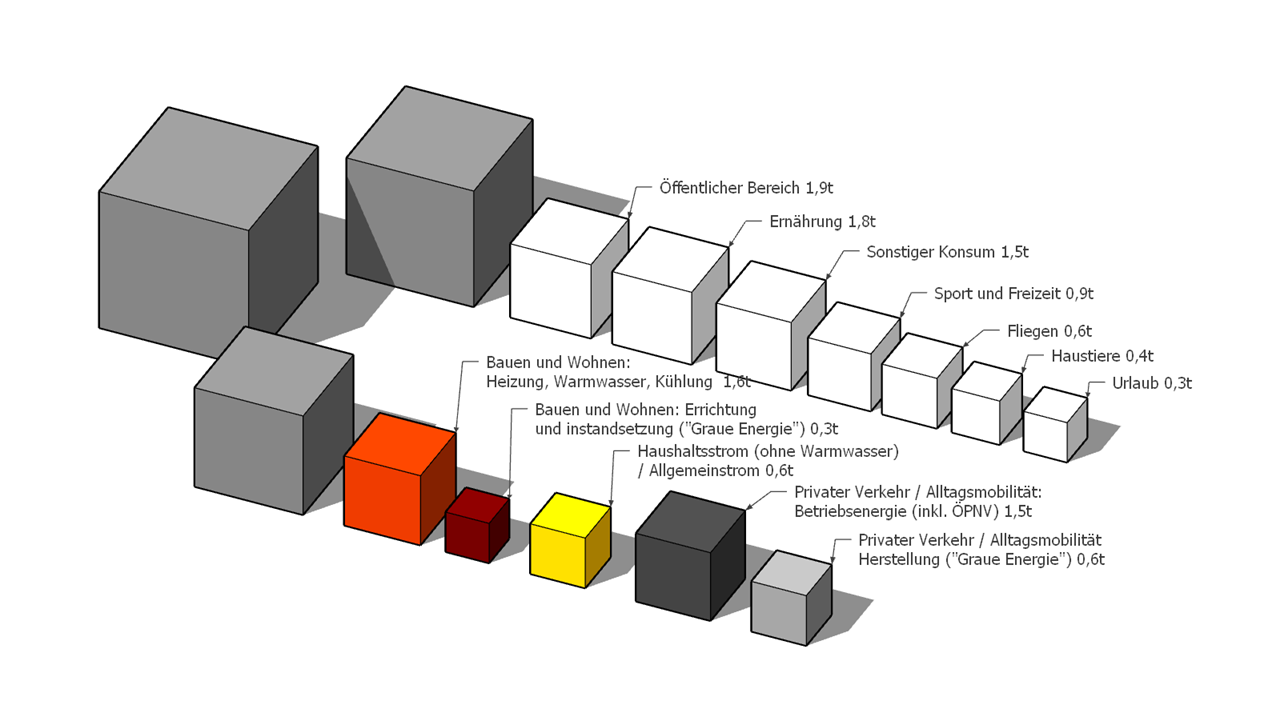 Öffentlicher Bereich 1,9t
Ernährung 1,8t
Sonstiger Konsum 1,5t
Sport und Freizeit 0,9t
Fliegen 0,6t
Haustiere 0,4t
Urlaub 0,3t
Bauen und Wohnen:
Heizung, Warmwasser, Kühlung 1,6t
Bauen und Wohnen: Errichtung
und instandsetzung ("Graue Energie") 0,3t
Haushaltsstrom (ohne Warmwasser)
/ Allgemeinstrom 0,6t
Privater Verkehr / Alltagsmobilität:
Betriebsenergie (inkl. ÖPNV) 1,5t
Privater Verkehr / Alltagsmobilität
Herstellung ("Graue Energie") 0,6t